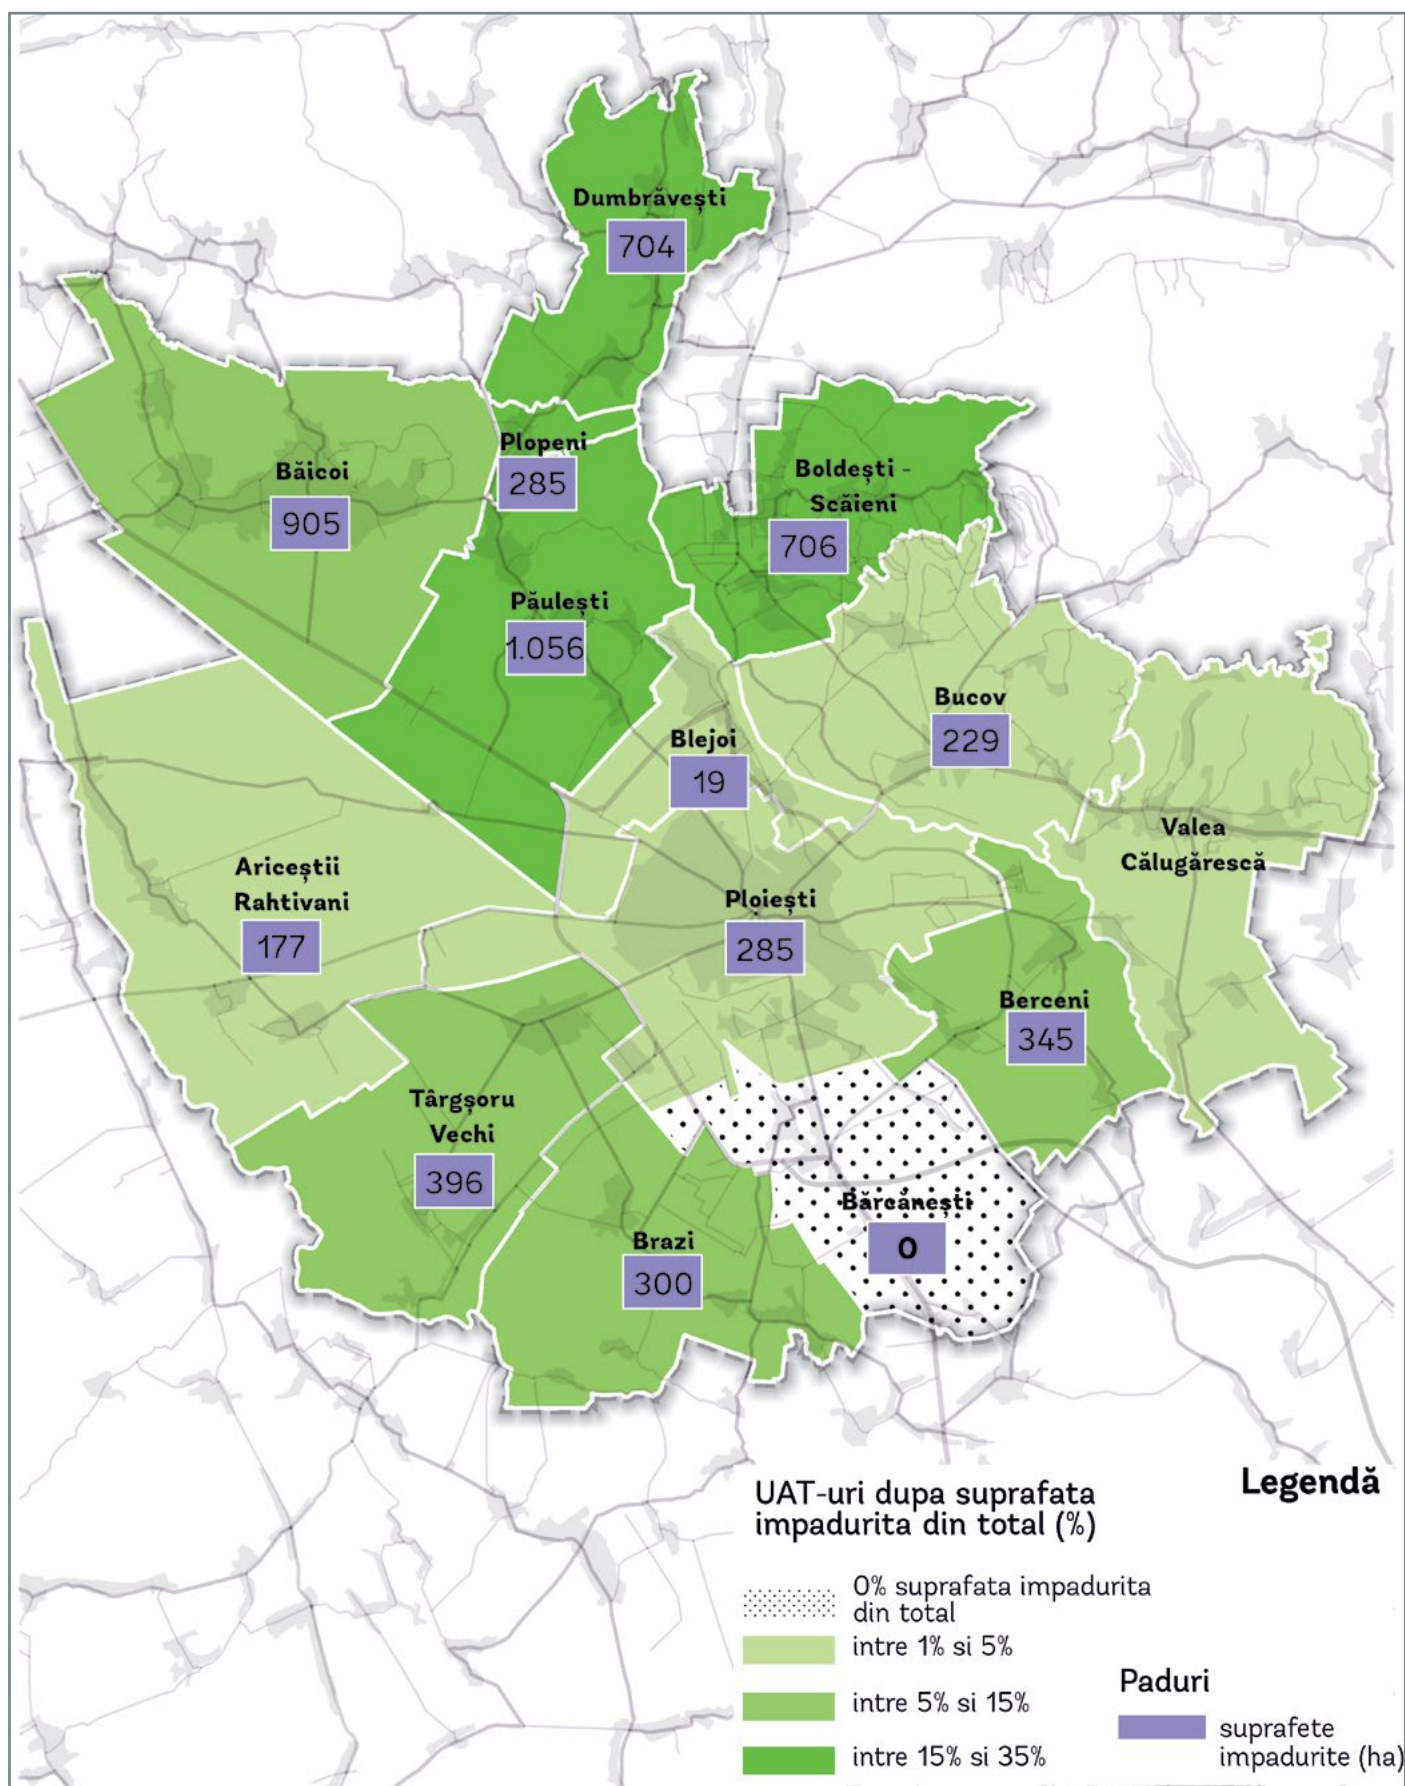 Dumbrăvești
704
Plopeni
285
Băicoi
905
Boldești -
Scăieni
706
Păulești
1.056
Bucov
229
Blejoi
19
Valea
Călugărescă
Ariceștii
Rahtivani
177
Ploiești
285
Berceni
345
Târgșoru
Vechi
396
Bărcănești
0
Brazi
300
Legendă
UAT-uri dupa suprafata
impadurita din total (%)
0% suprafata impadurita
din total
intre 1% si 5%
intre 5% si 15%
intre 15% si 35%
Paduri
suprafete
impadurite (ha)